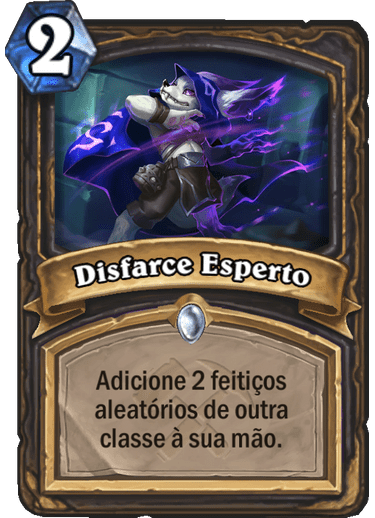 2
Disfarce Esperto
Adicione 2 feitiços
aleatórios de outra
classe à sua mão.